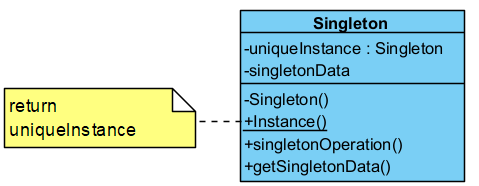 Singleton
-uniqueInstance : Singleton
-singletonData
-Singleton()
+Instance()
+singletonOperation()
+getSingletonData()
return
uniqueInstance